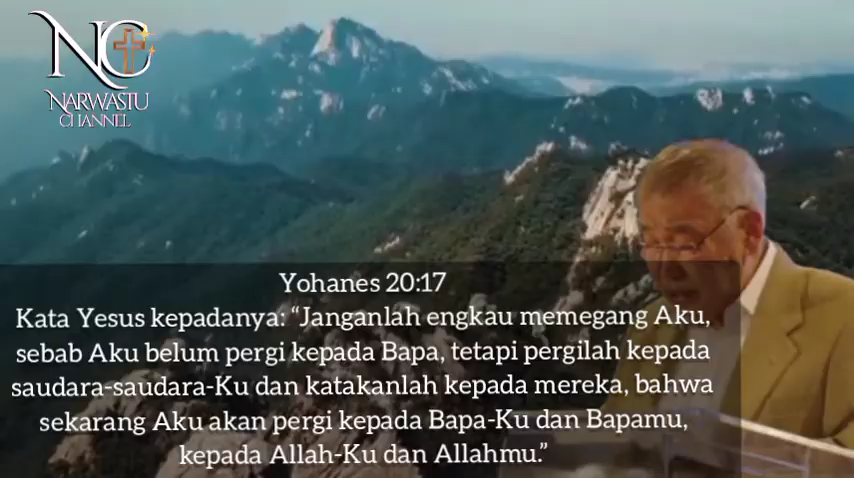 NC
NARWASTU
CHANNEL
Yohanes 20:17
Kata Yesus kepadanya: “Janganlah engkau memegang Aku,
sebab Aku belum pergi kepada Bapa, tetapi pergilah kepada
saudara-saudara-Ku dan katakanlah kepada mereka, bahwa
sekarang Aku akan pergi kepada Bapa-Ku dan Bapamu,
kepada Allah-Ku dan Allahmu.”